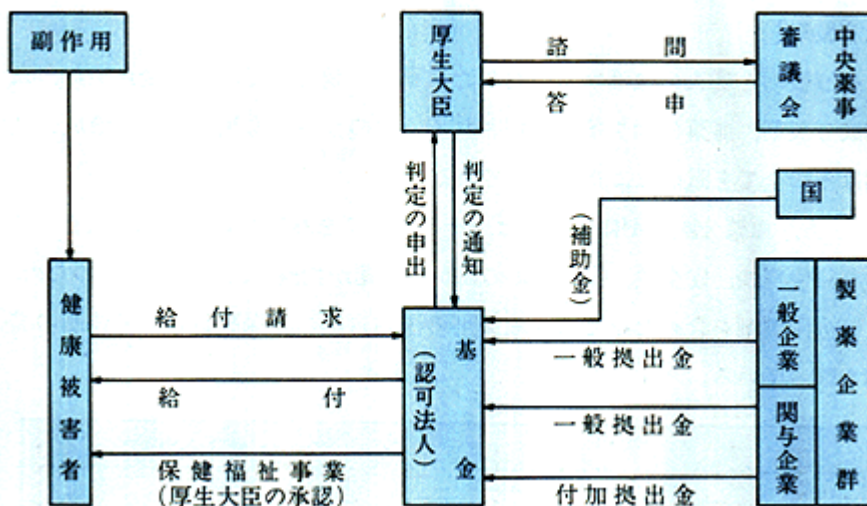 副作用
厚生大臣
諮問
答申
中央薬事
審議会
判定の申出
判定の通知
国
(補助金)
健康被害者
給付請求
給付
保健福祉事業
(厚生大臣の承認)
基金
(認可法人)
一般拠出金
一般拠出金
付加拠出金
一般企業
関与企業
製薬企業群